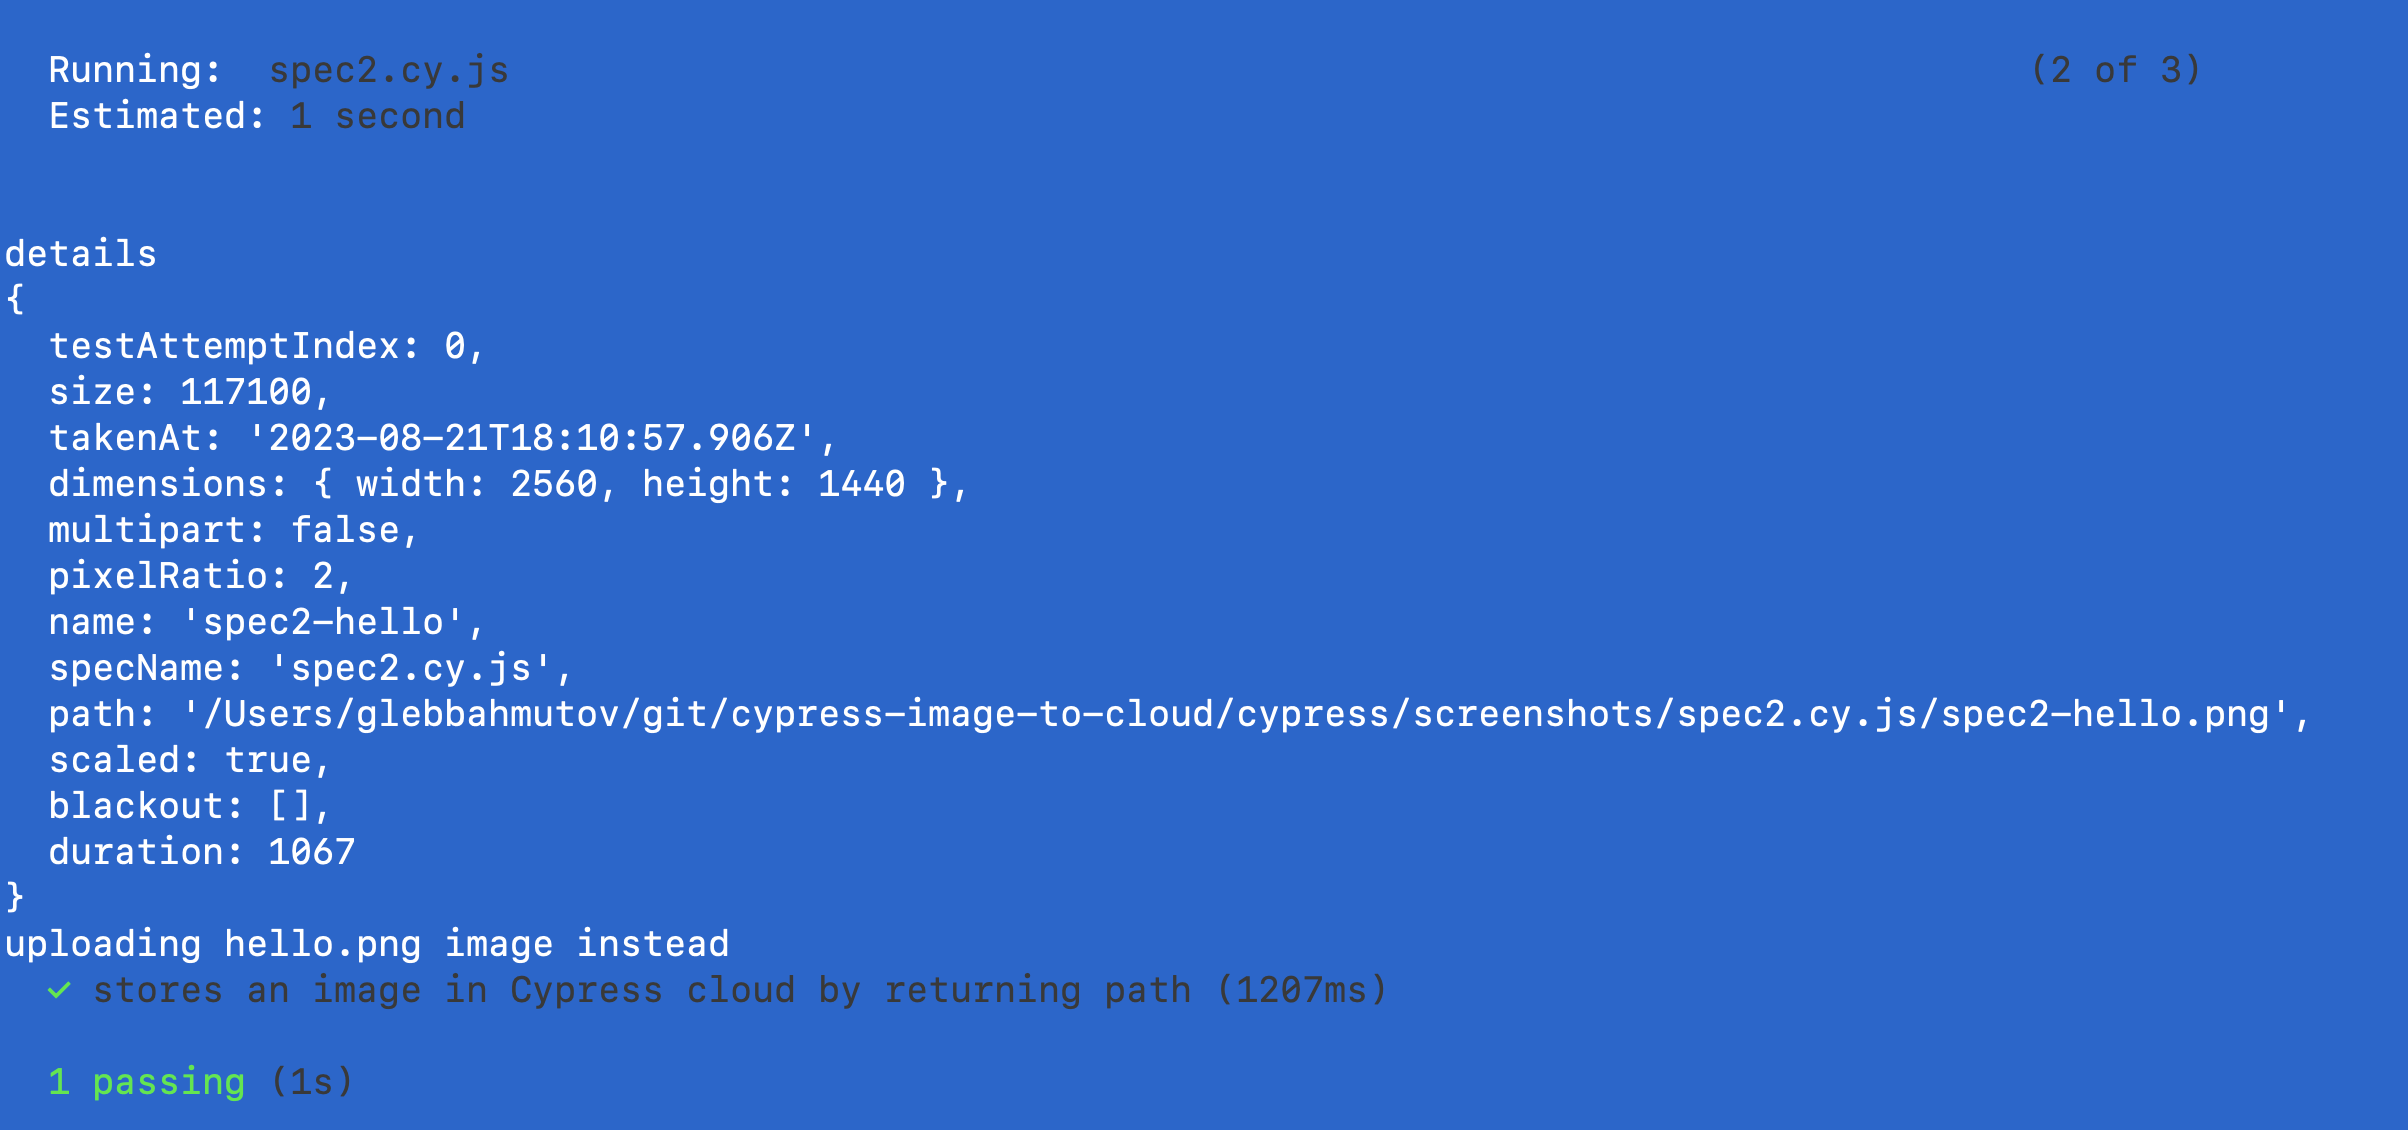 Running:  spec2.cy.js (2 of 3)
Estimated: 1 second
details
{
  testAttemptIndex: 0,
  size: 117100,
  takenAt: '2023-08-21T18:10:57.906Z',
  dimensions: { width: 2560, height: 1440 },
  multipart: false,
  pixelRatio: 2,
  name: 'spec2-hello',
  specName: 'spec2.cy.js',
  path: '/Users/glebbahmutov/git/cypress-image-to-cloud/cypress/screenshots/spec2.cy.js/spec2-hello.png',
  scaled: true,
  blackout: [],
  duration: 1067
}
uploading hello.png image instead
  ✓ stores an image in Cypress cloud by returning path (1207ms)
  1 passing (1s)